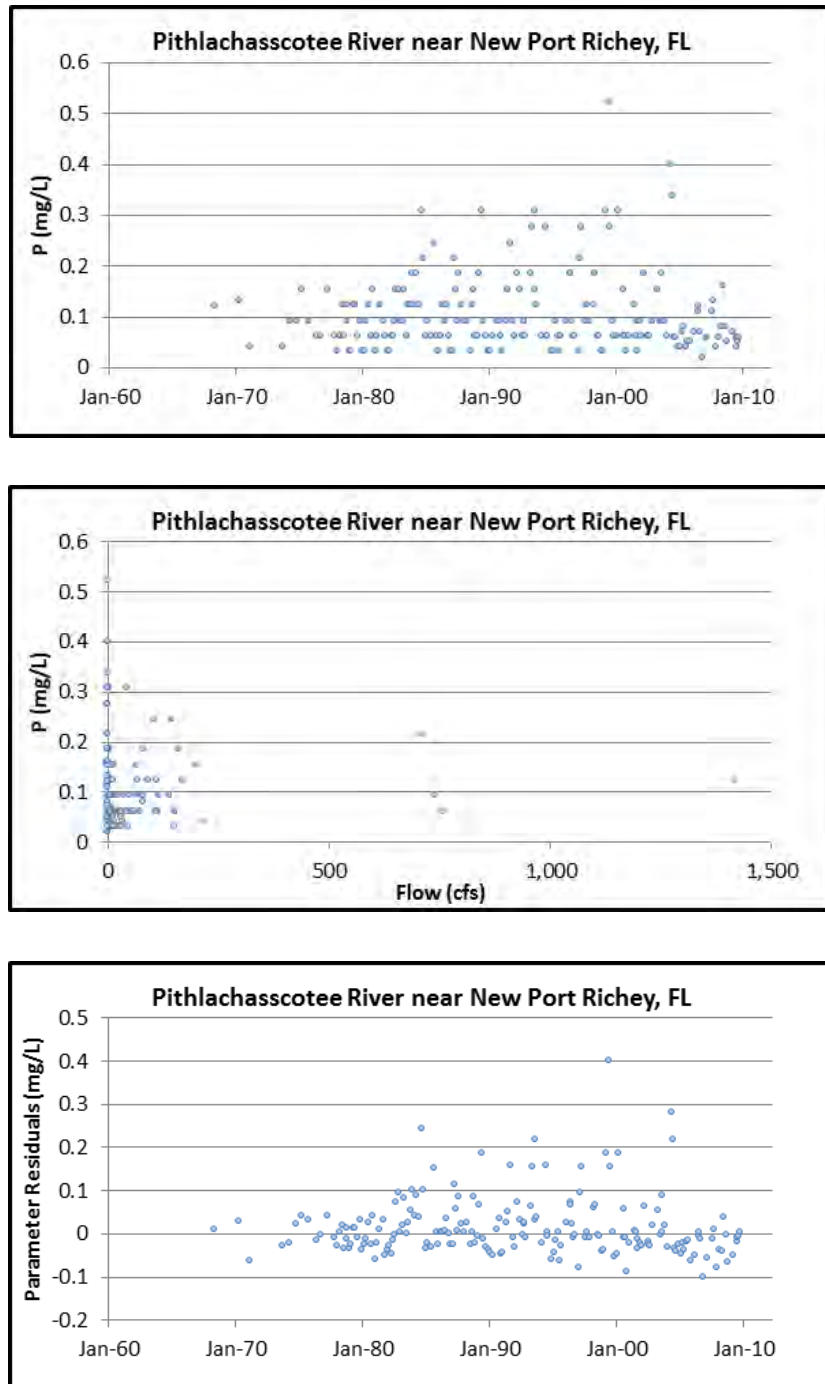 Pithlachasscotee River near New Port Richey, FL
0.6
0.5
0.4
0.3
0.2
0.1
0
P (mg/L)
Jan-60 Jan-70 Jan-80 Jan-90 Jan-00 Jan-10
Pithlachasscotee River near New Port Richey, FL
0.6
0.5
0.4
0.3
0.2
0.1
0
P (mg/L)
0 500 1,000 1,500
Flow (cfs)
Pithlachasscotee River near New Port Richey, FL
0.5
0.4
0.3
0.2
0.1
0
-0.1
-0.2
Parameter Residuals (mg/L)
Jan-60 Jan-70 Jan-80 Jan-90 Jan-00 Jan-10